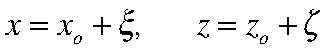 x = x_o + ξ, z = z_o + ζ